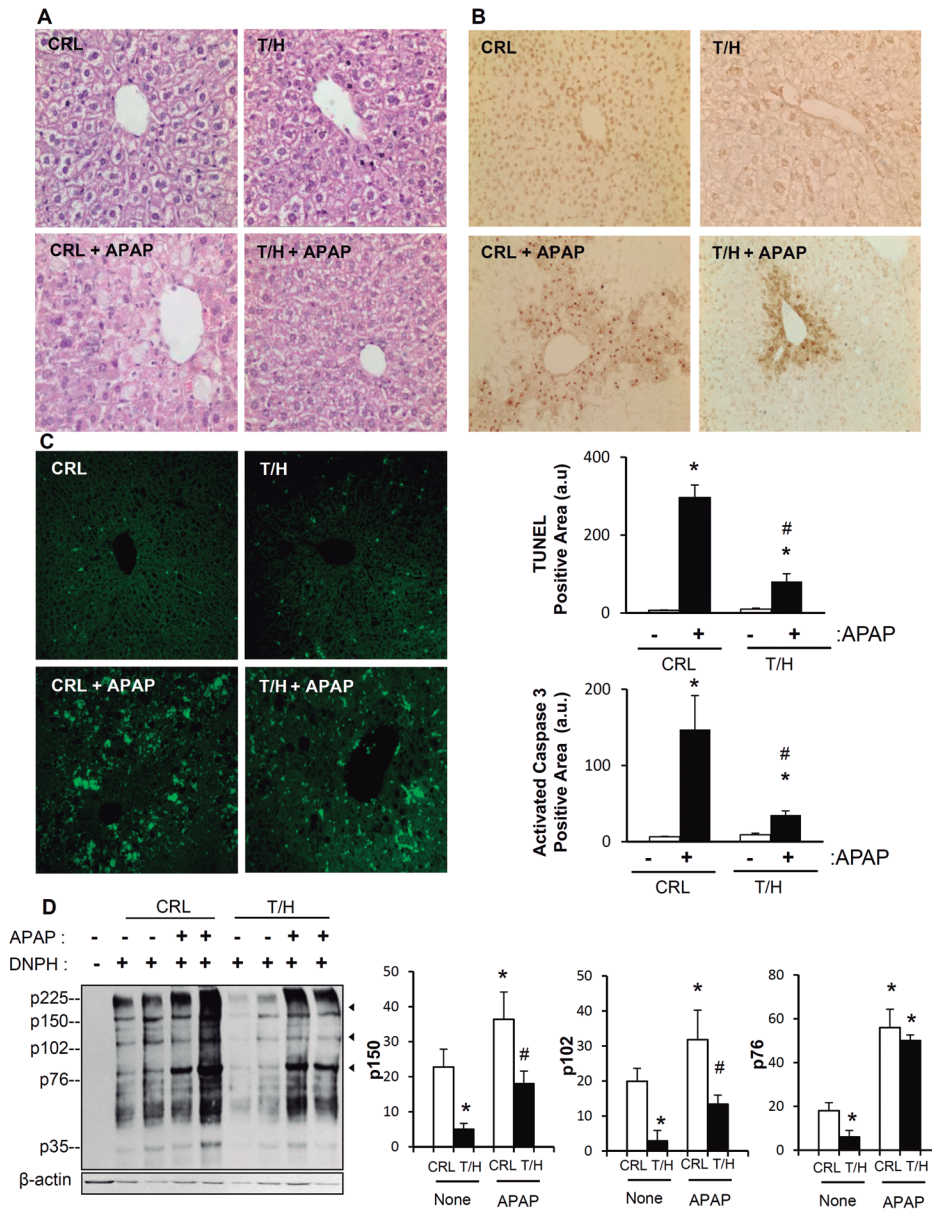 A
CRL
T/H
CRL + APAP
T/H + APAP
B
CRL
T/H
CRL + APAP
T/H + APAP
C
CRL
T/H
CRL + APAP
T/H + APAP
TUNEL
Positive Area (a.u)
400
200
0
*
#
*
- + - + :APAP
CRL T/H
Activated Caspase 3
Positive Area (a.u.)
200
100
0
*
#
*
- + - + :APAP
CRL T/H
D
CRL T/H
APAP : - - - + + - - + +
DNPH : - + + + + + + + +
p225--
p150--
p102--
p76--
p35--
β-actin
p150
50
40
30
20
10
0
*
*
#
CRL T/H CRL T/H
None APAP
p102
50
40
30
20
10
0
*
*
#
CRL T/H CRL T/H
None APAP
p76
80
60
40
20
0
*
*
*
CRL T/H CRL T/H
None APAP